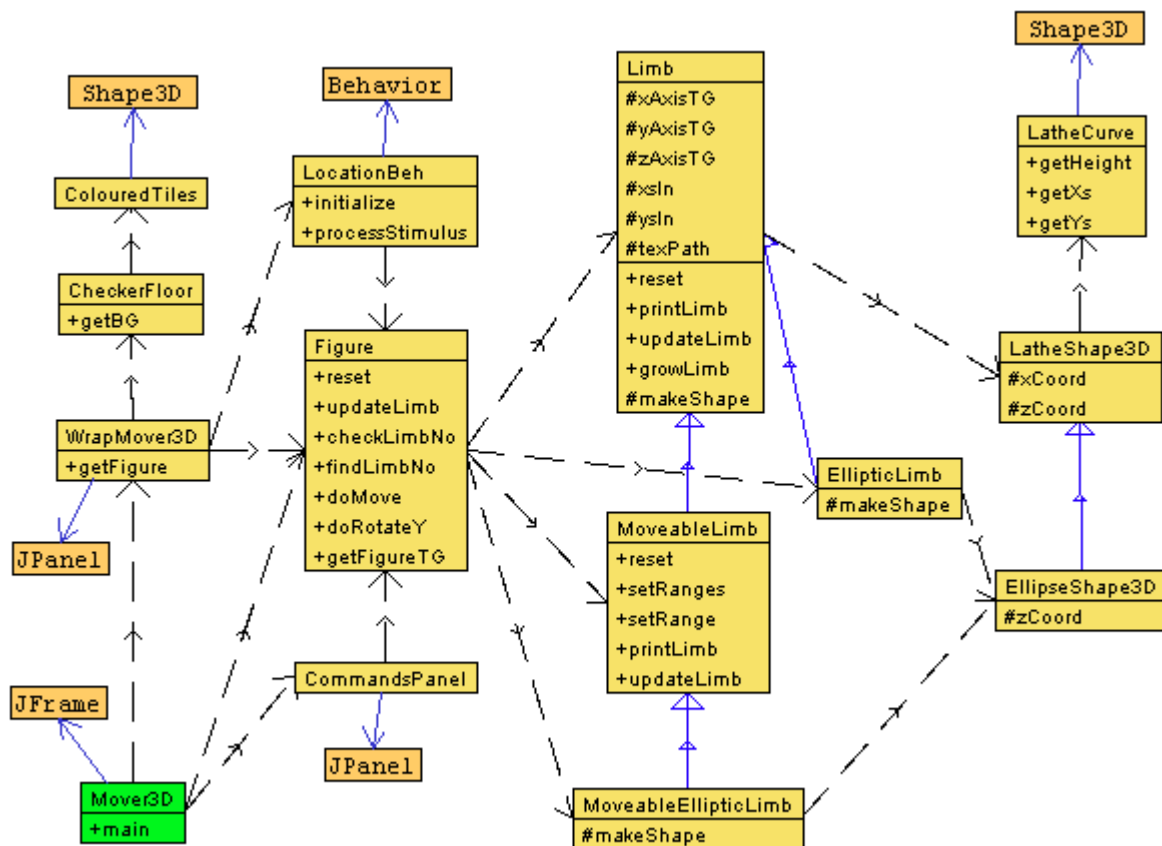 Shape3D
ColouredTiles
CheckerFloor
+getBG
WrapMover3D
+getFigure
JPanel
JFrame
Mover3D
+main
Behavior
LocationBeh
+initialize
+processStimulus
Figure
+reset
+updateLimb
+checkLimbNo
+findLimbNo
+doMove
+doRotateY
+getFigureTG
CommandsPanel
JPanel
Limb
#xAxisTG
#yAxisTG
#zAxisTG
#xsIn
#ysIn
#texPath
+reset
+printLimb
+updateLimb
+growLimb
#makeShape
MoveableLimb
+reset
+setRanges
+setRange
+printLimb
+updateLimb
MoveableEllipticLimb
#makeShape
EllipticLimb
#makeShape
Shape3D
LatheCurve
+getHeight
+getXs
+getYs
LatheShape3D
#xCoord
#zCoord
EllipseShape3D
#zCoord